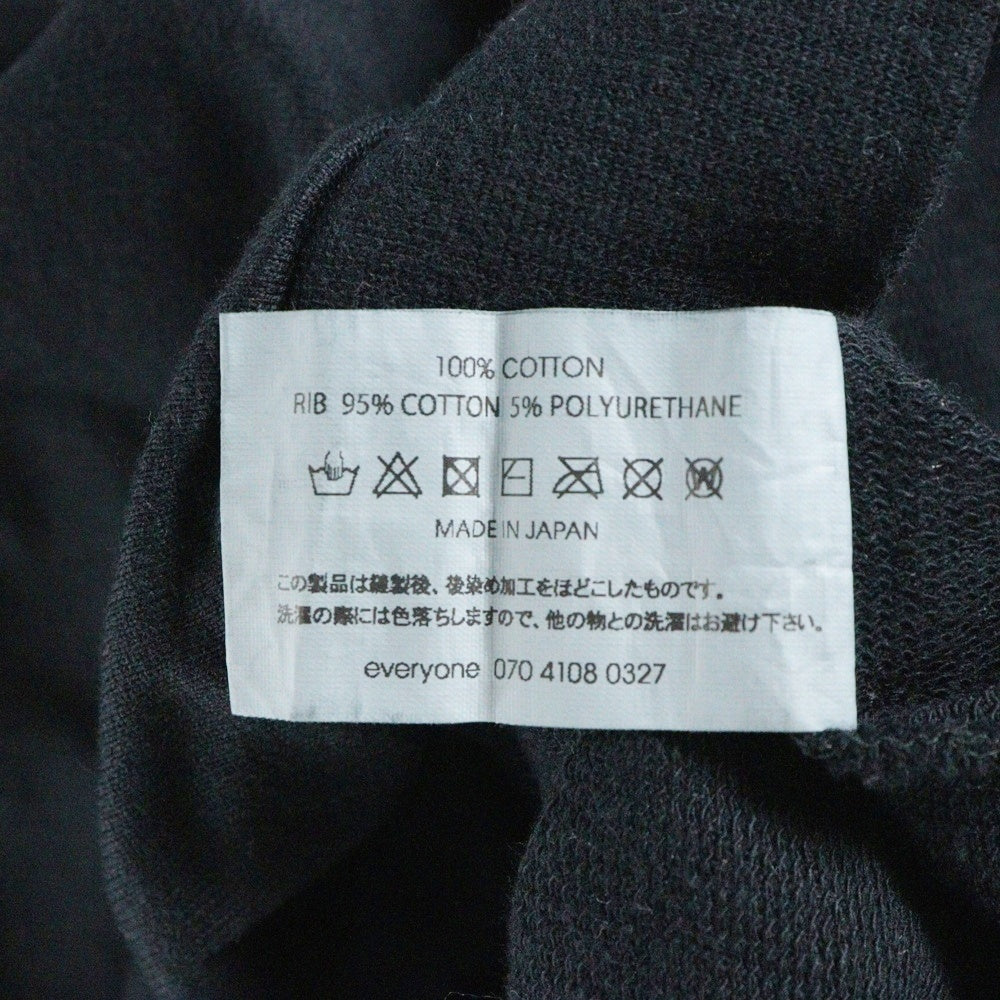 100% COTTON
RIB 95% COTTON 5% POLYURETHANE
W
MADE IN JAPAN
この製品は縫製後、後染め加工をほどこしたものです。
洗濯の際には色落ちしますので、他の物との洗濯はお避け下さい。
everyone 070 4108 0327